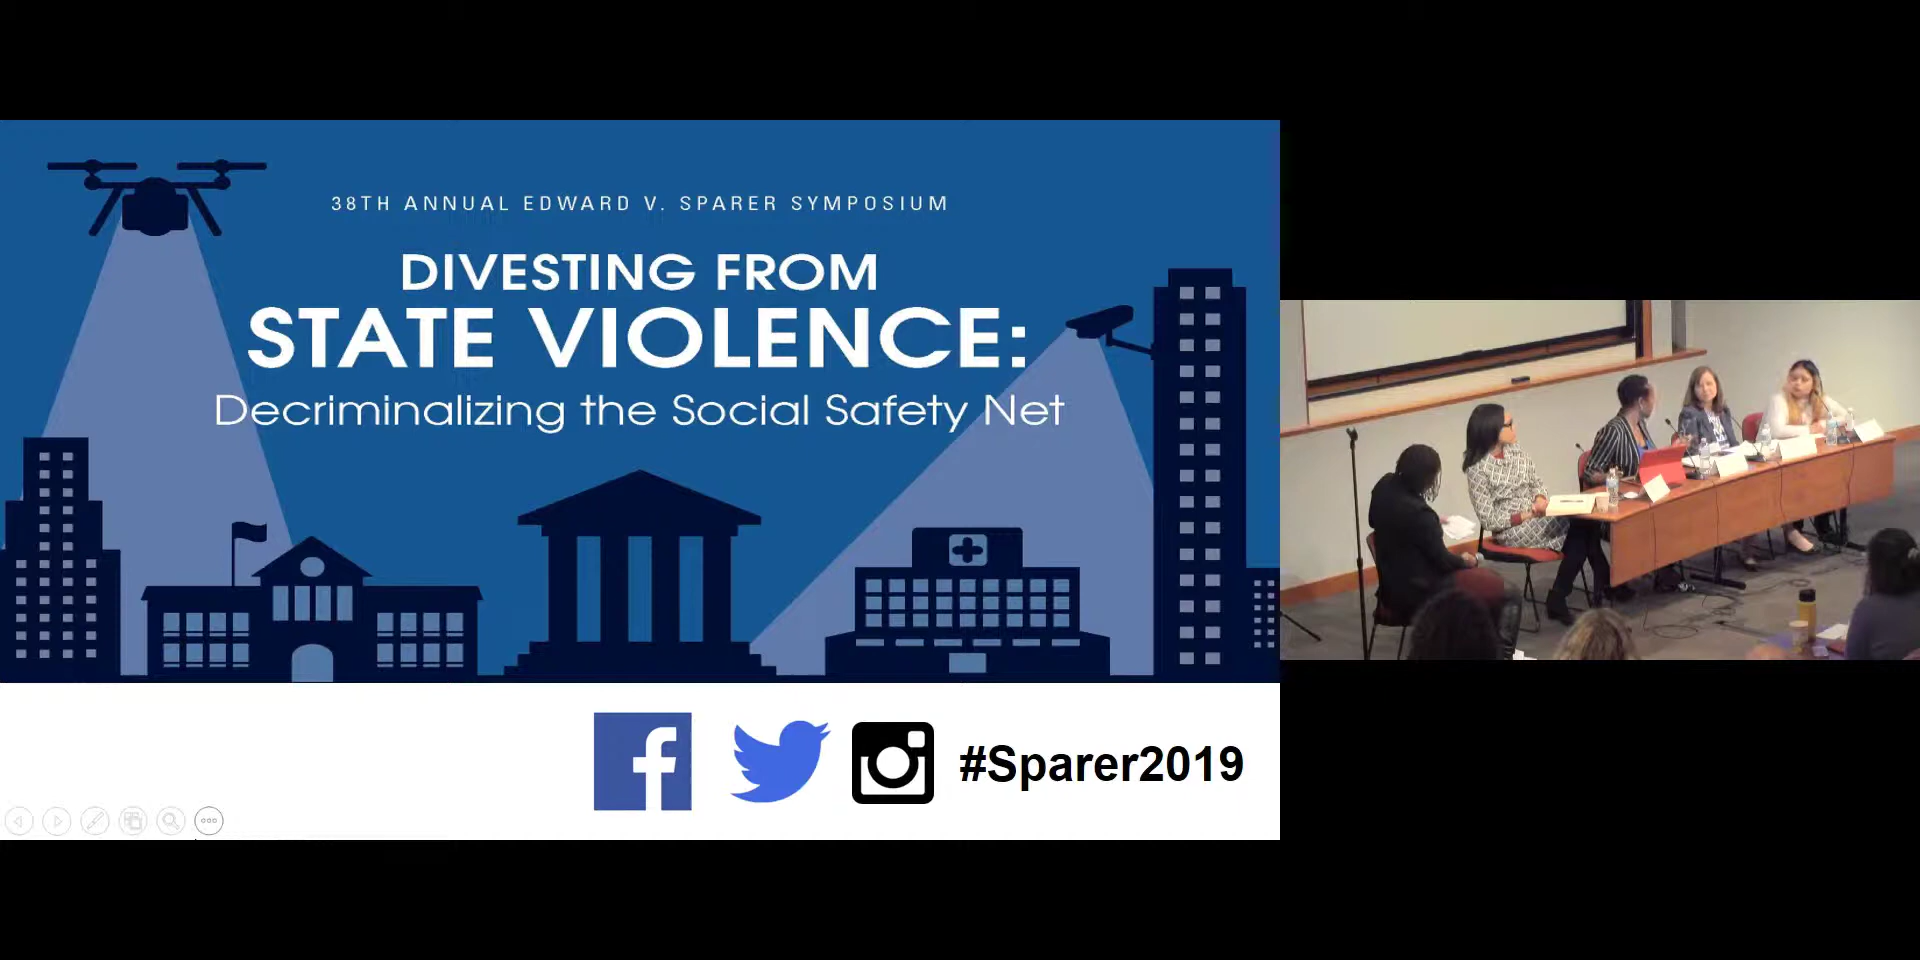 38TH ANNUAL EDWARD V. SPARER SYMPOSIUM
DIVESTING FROM
STATE VIOLENCE:
Decriminalizing the Social Safety Net
#Sparer2019